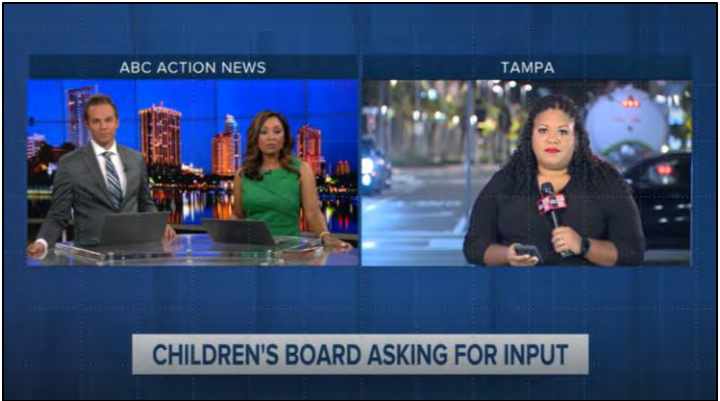 ABC ACTION NEWS
TAMPA
CHILDREN'S BOARD ASKING FOR INPUT